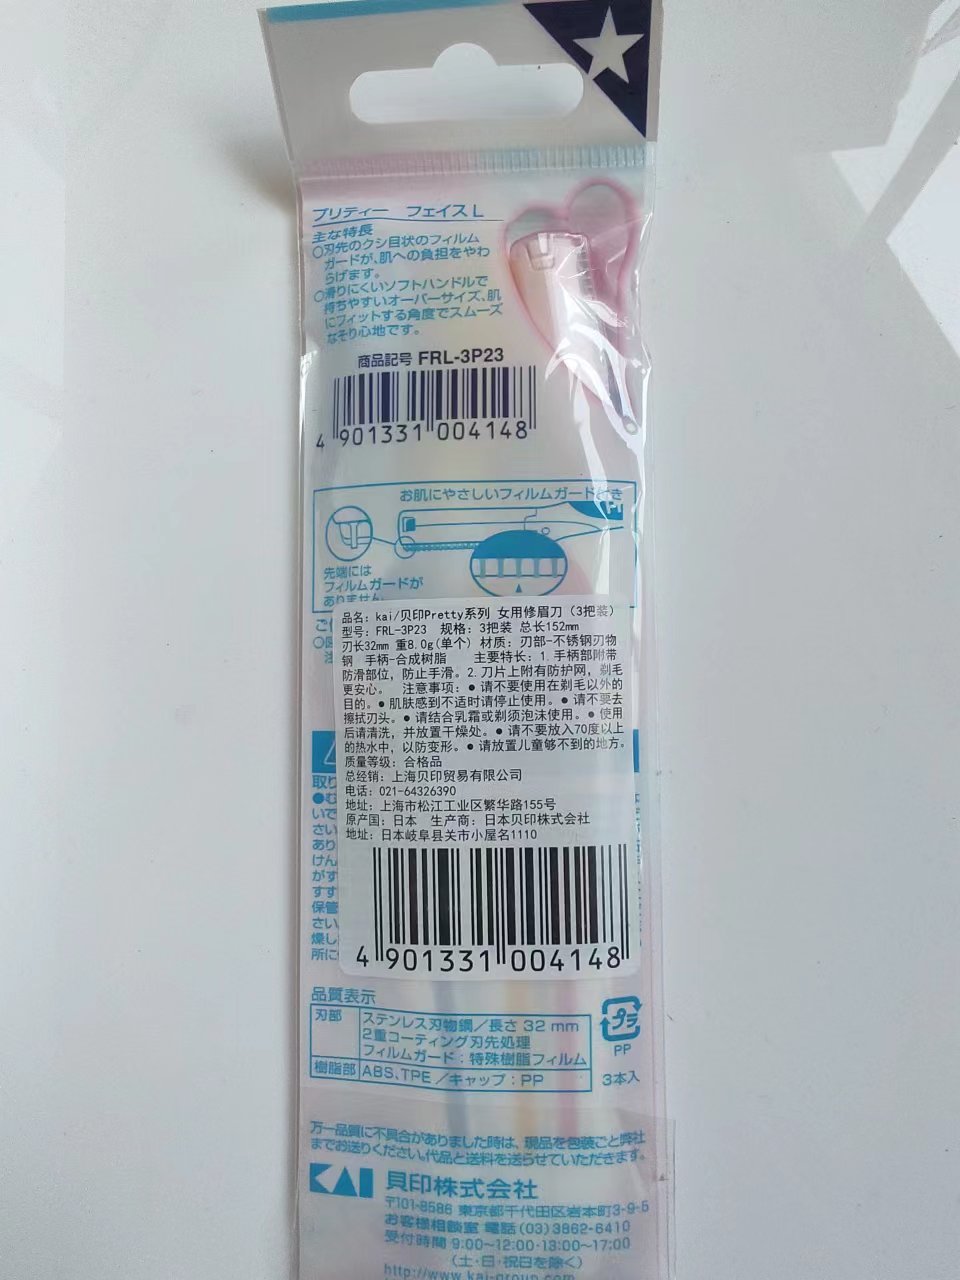 プリティー フェイスL
主な特長
○刃先のクシ目状のフィルム
ガードが、肌への負担をやわ
らげます。
○滑りにくいソフトハンドルで
持ちやすいオーバーサイズ、肌
にフィットする角度でスムーズ
なそり心地です。
商品記号 FRL-3P23
4 901331 004148
お肌にやさしいフィルムガード付き
先端には
フィルムガードが
ありません
品名: kai/贝印Pretty系列 女用修眉刀 (3把装)
型号: FRL-3P23 规格: 3把装 总长152mm
刃长32mm 重8.0g(单个) 材质: 刃部-不锈钢刃物
钢 手柄-合成树脂 主要特长: 1.手柄部附带
防滑部位, 防止手滑。2.刀片上附有防护网, 剃毛
更安心。 注意事项: ●请不要使用在剃毛以外的
目的。●肌肤感到不适时请停止使用。●请不要去
擦拭刃头。●请结合乳霜或剃须泡沫使用。●使用
后请清洗, 并放置干燥处。●请不要放入70度以上
的热水中, 以防变形。●请放置儿童够不到的地方。
质量等级: 合格品
总经销: 上海贝印贸易有限公司
电话: 021-64326390
地址: 上海市松江工业区繁华路155号
原产国: 日本 生产商: 日本贝印株式会社
地址: 日本岐阜县关市小屋名1110
4 901331 004148
品質表示
刃部 ステンレス刃物鋼/長さ 32 mm
2重コーティング刃先処理
フィルムガード:特殊樹脂フィルム
樹脂部 ABS、TPE/キャップ:PP
プラ
PP
3本入
万一品質に不具合がありました時は、現品を包装ごと弊社
までお送りください。代品と送料を送らせていただきます。
KAI 貝印株式会社
〒101-8586 東京都千代田区岩本町3-9-5
お客様相談室 電話(03)3862-6410
受付時間 9:00~12:00・13:00~17:00
(土・日・祝日を除く)
http://www.kai-group.com